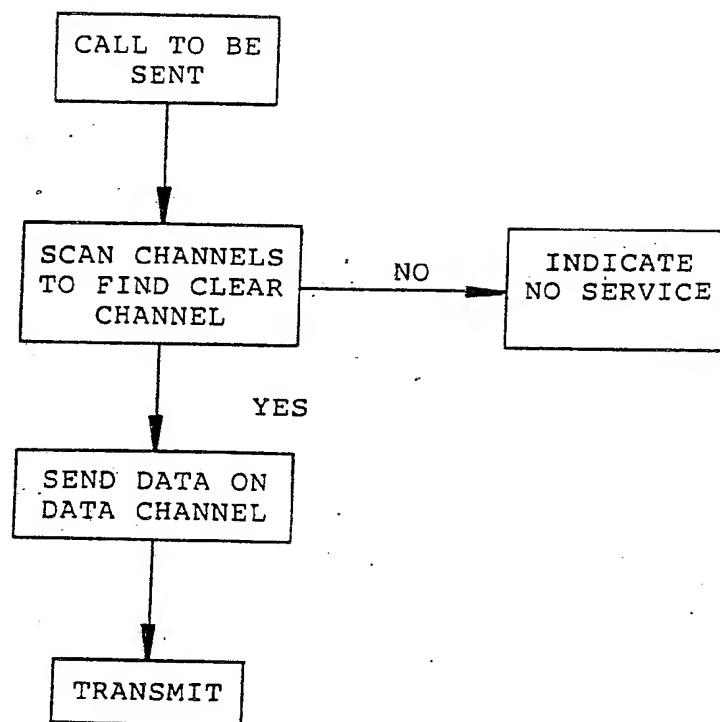 CALL TO BE
SENT
SCAN CHANNELS
TO FIND CLEAR
CHANNEL
NO
INDICATE
NO SERVICE
YES
SEND DATA ON
DATA CHANNEL
TRANSMIT